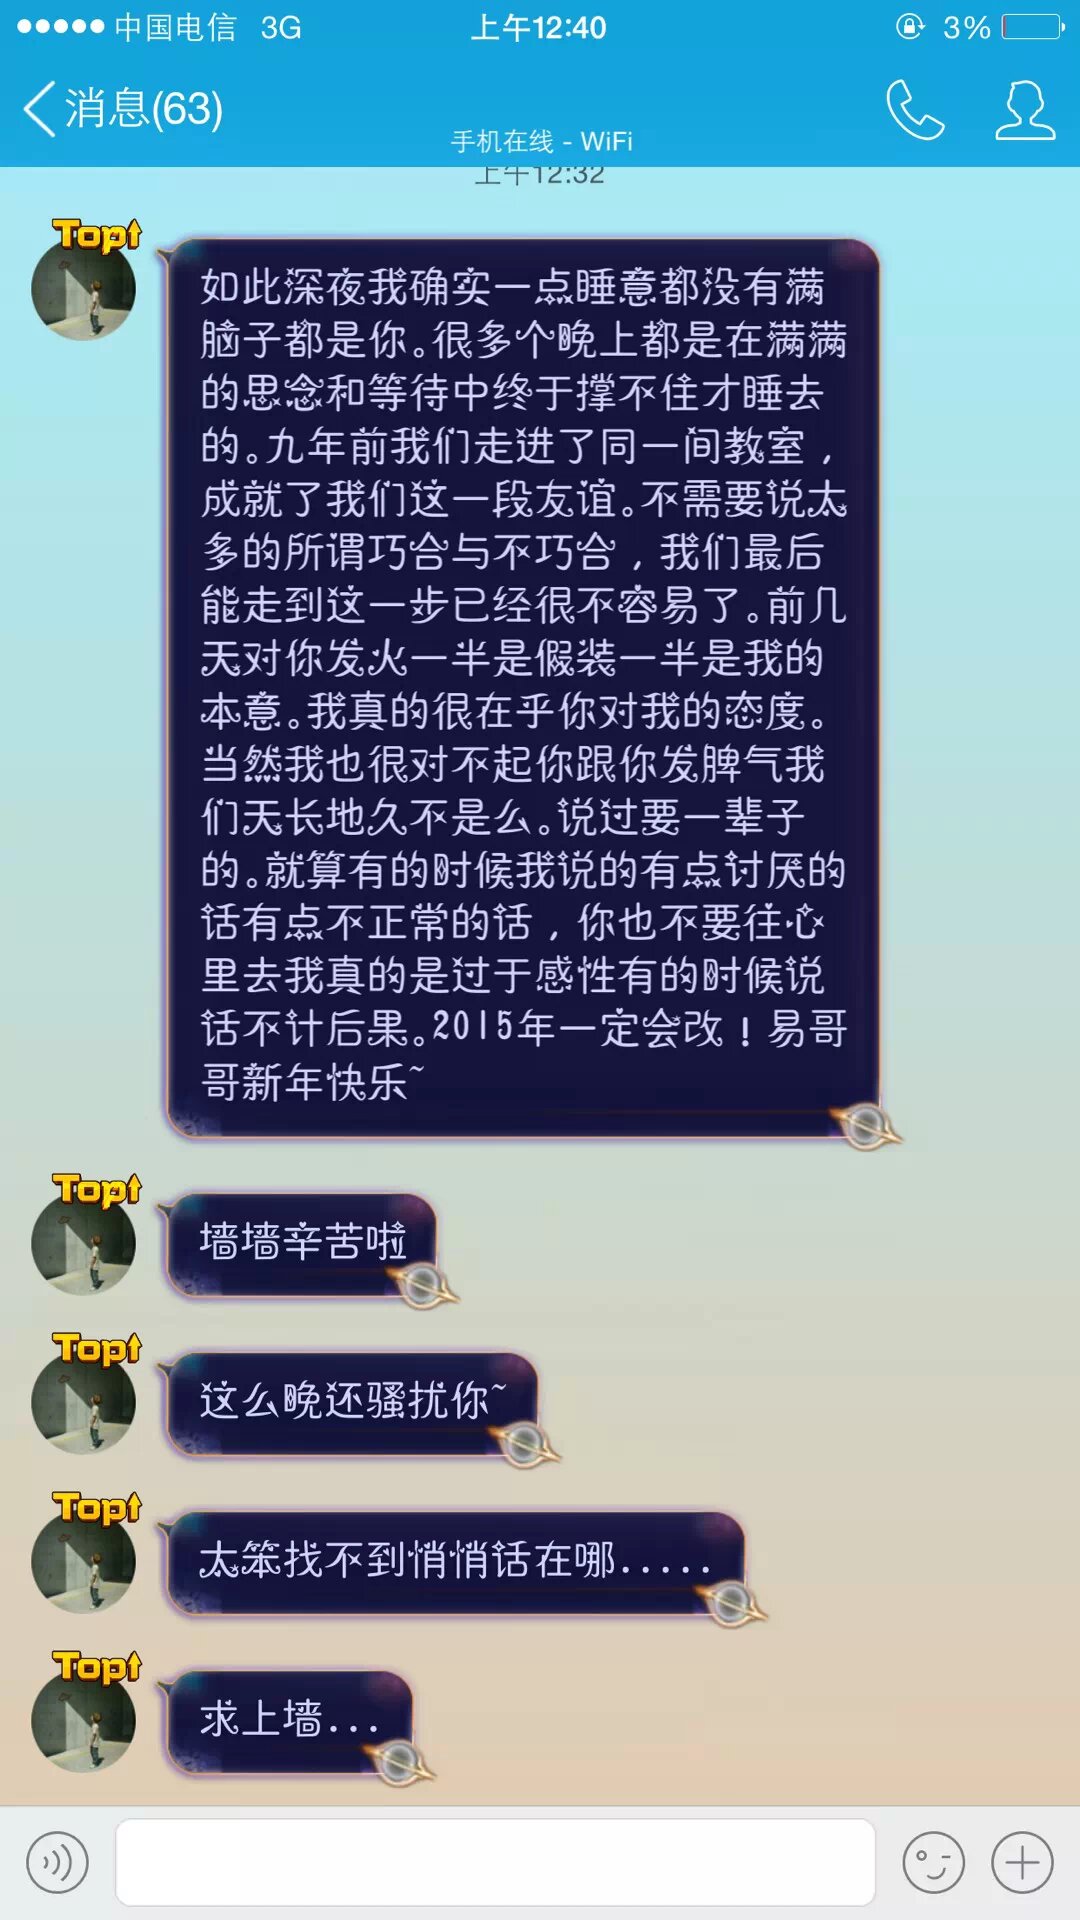 中国电信 3G 上午12:40 3%
消息(63)
手机在线 - WiFi
上午12:32
Top
如此深夜我确实一点睡意都没有满
脑子都是你。很多个晚上都是在满满
的思念和等待中终于撑不住才睡去
的。九年前我们走进了同一间教室，
成就了我们这一段友谊。不需要说太
多的所谓巧合与不巧合，我们最后
能走到这一步已经很不容易了。前几
天对你发火一半是假装一半是我的
本意。我真的很在乎你对我的态度。
当然我也很对不起你跟你发脾气我
们天长地久不是么。说过要一辈子
的。就算有的时候我说的有点讨厌的
话有点不正常的话，你也不要往心
里去我真的是过于感性有的时候说
话不计后果。2015年一定会改！易哥
哥新年快乐~
Top
墙墙辛苦啦
Top
这么晚还骚扰你~
Top
太笨找不到悄悄话在哪.....
Top
求上墙...